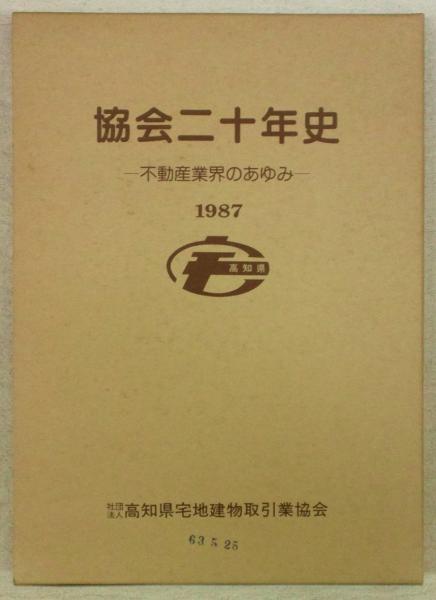 協会二十年史
―不動産業界のあゆみ―
1987
高知県
社団法人高知県宅地建物取引業協会
63 5 25